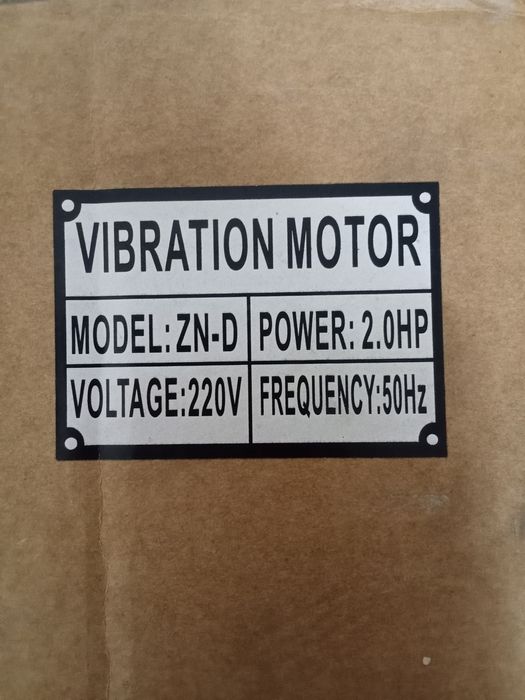 VIBRATION MOTOR
MODEL: ZN-D POWER: 2.0HP
VOLTAGE:220V FREQUENCY:50Hz